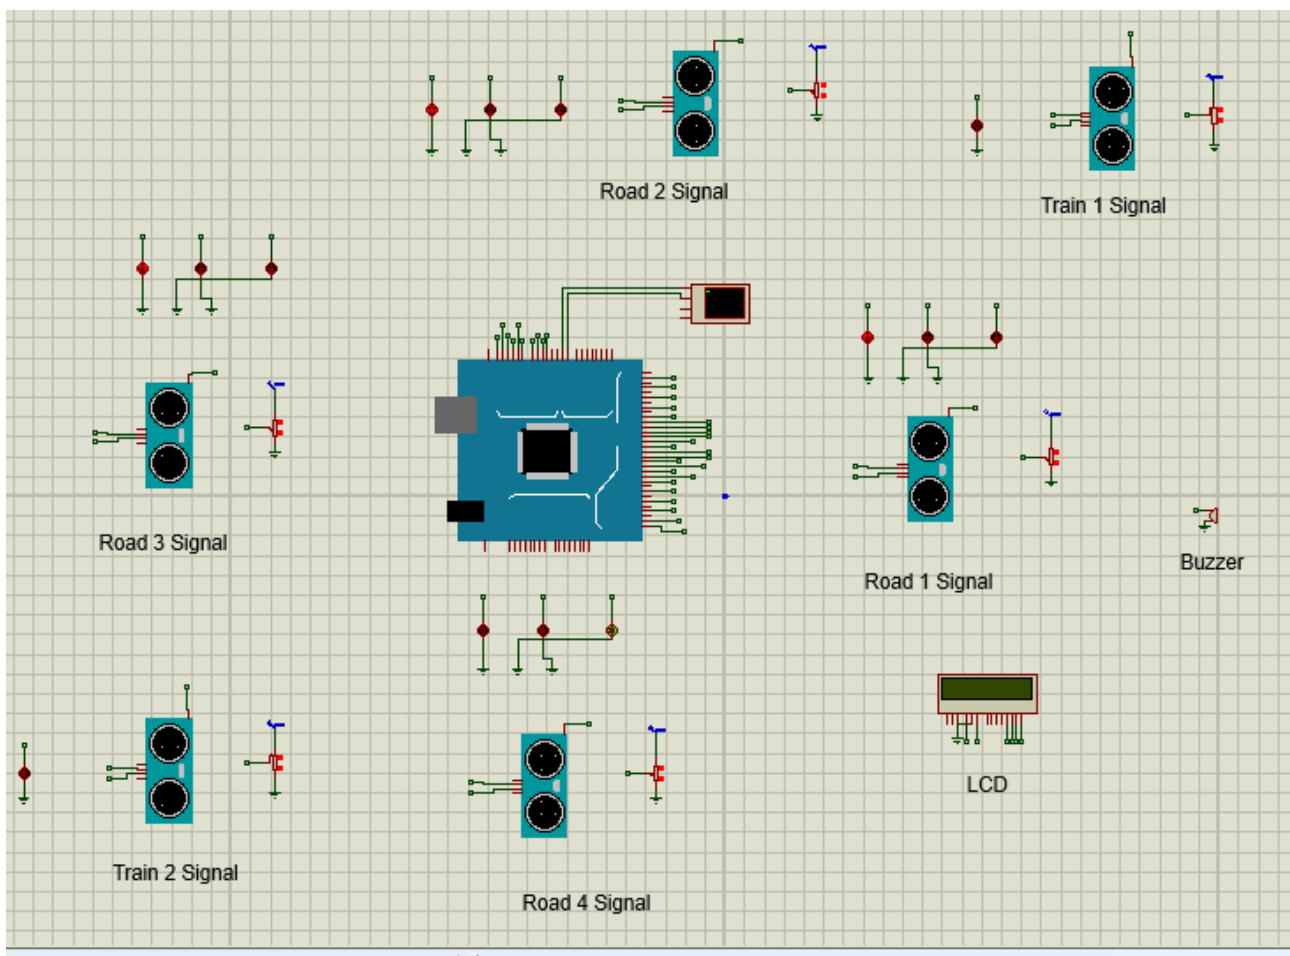 Road 2 Signal
Train 1 Signal
Road 3 Signal
Road 1 Signal
Buzzer
LCD
Train 2 Signal
Road 4 Signal